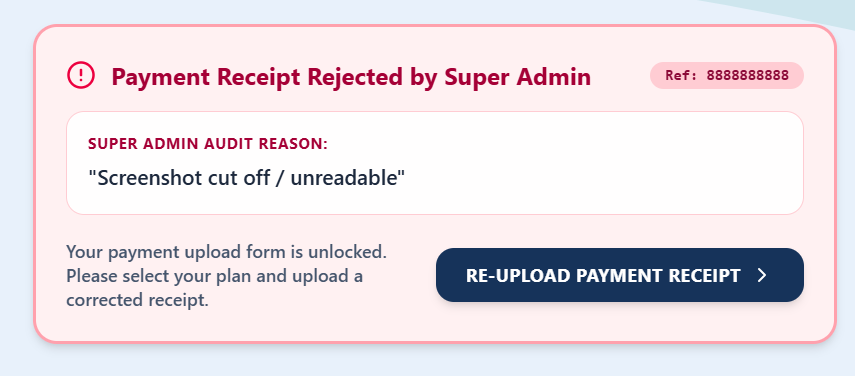 Payment Receipt Rejected by Super Admin
Ref: 8888888888
SUPER ADMIN AUDIT REASON:
"Screenshot cut off / unreadable"
Your payment upload form is unlocked.
Please select your plan and upload a
corrected receipt.
RE-UPLOAD PAYMENT RECEIPT